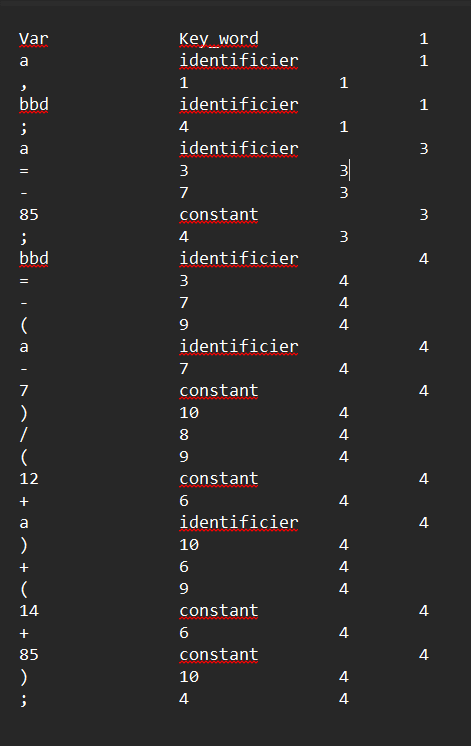 Var Key_word 1
a identificier 1
, 1 1
bbd identificier 1
; 4 1
a identificier 3
= 3 3
- 7 3
85 constant 3
; 4 3
bbd identificier 4
= 3 4
- 7 4
( 9 4
a identificier 4
- 7 4
7 constant 4
) 10 4
/ 8 4
( 9 4
12 constant 4
+ 6 4
a identificier 4
) 10 4
+ 6 4
( 9 4
14 constant 4
+ 6 4
85 constant 4
) 10 4
; 4 4